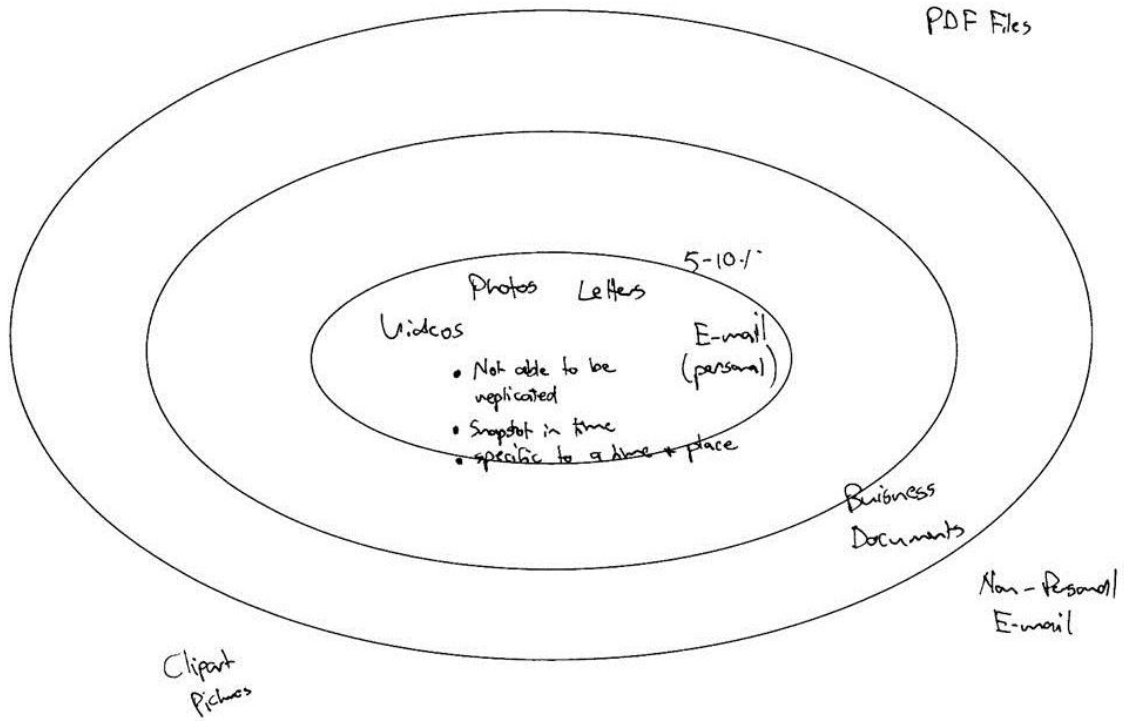 PDF Files
5-10%
Photos Letters
Videos
E-mail
(personal)
• Not able to be
replicated
• Snapshot in time
• specific to a time + place
Buisness
Documents
Non-Personal
E-mail
Clipart
Pictures